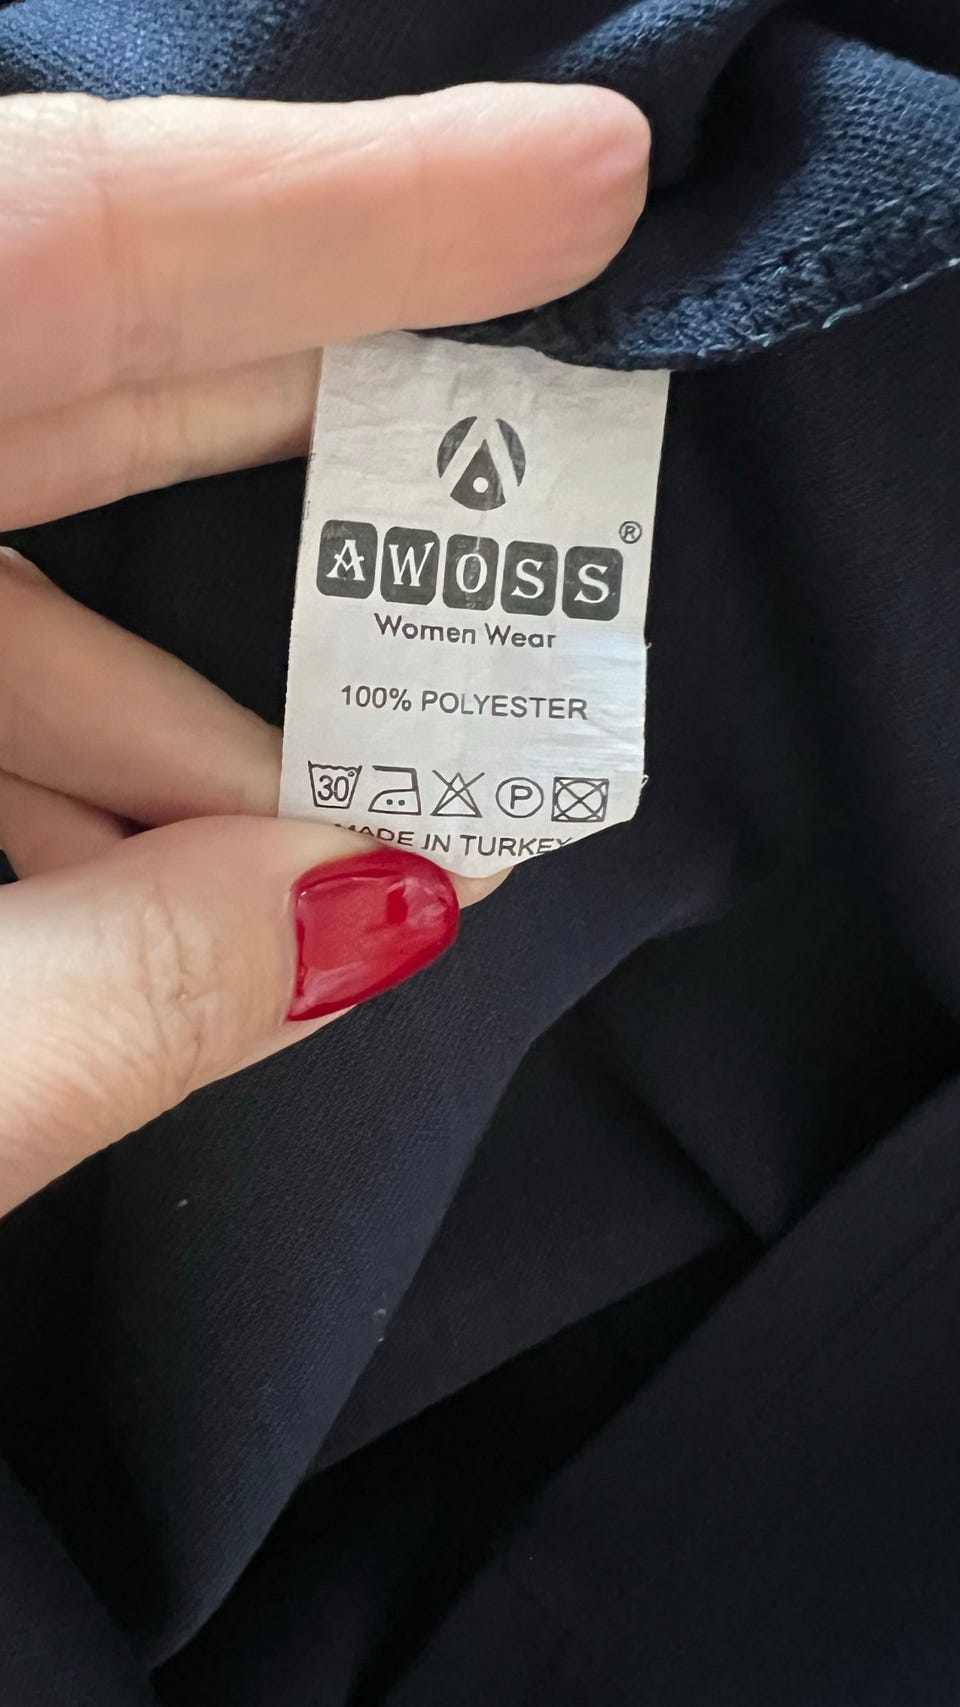 AWOSS ®
Women Wear
100% POLYESTER
30° P
MADE IN TURKEY